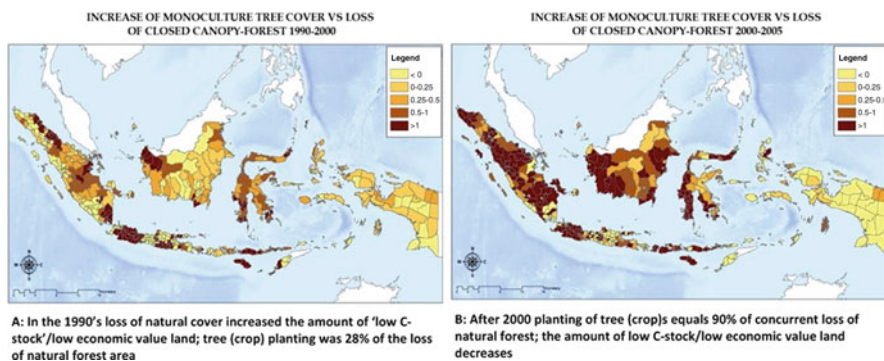 INCREASE OF MONOCULTURE TREE COVER VS LOSS
OF CLOSED CANOPY-FOREST 1990-2000
Legend
< 0
0-0.25
0.25-0.5
0.5-1
>1
A: In the 1990's loss of natural cover increased the amount of 'low C-
stock'/low economic value land; tree (crop) planting was 28% of the loss
of natural forest area
INCREASE OF MONOCULTURE TREE COVER VS LOSS
OF CLOSED CANOPY-FOREST 2000-2005
Legend
< 0
0-0.25
0.25-0.5
0.5-1
>1
B: After 2000 planting of tree (crop)s equals 90% of concurrent loss of
natural forest; the amount of low C-stock/low economic value land
decreases